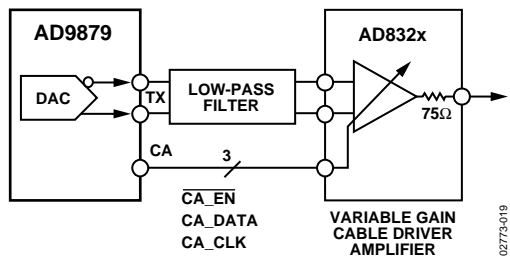 AD9879
AD832x
DAC
TX
LOW-PASS
FILTER
75Ω
CA
3
CA_EN
CA_DATA
CA_CLK
VARIABLE GAIN
CABLE DRIVER
AMPLIFIER
02773-019